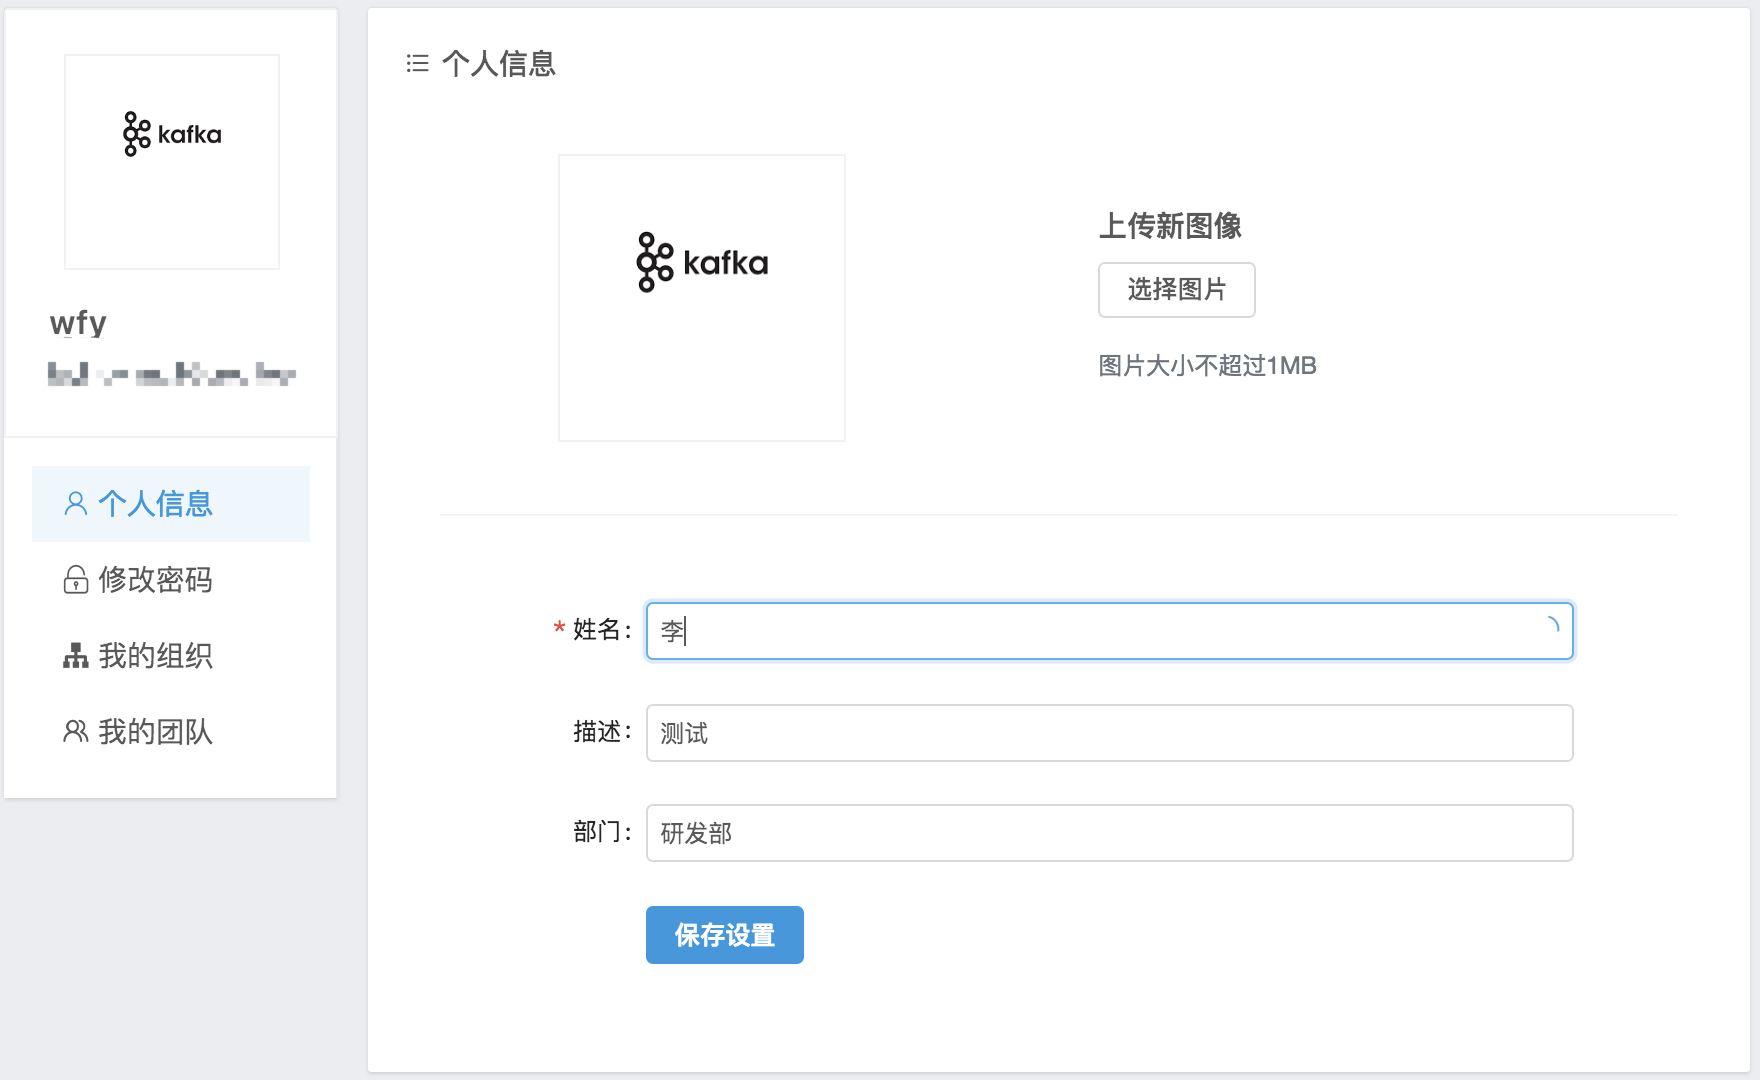 kafka
wfy
个人信息
修改密码
我的组织
我的团队
个人信息
kafka
上传新图像
选择图片
图片大小不超过1MB
* 姓名：李
描述：测试
部门：研发部
保存设置